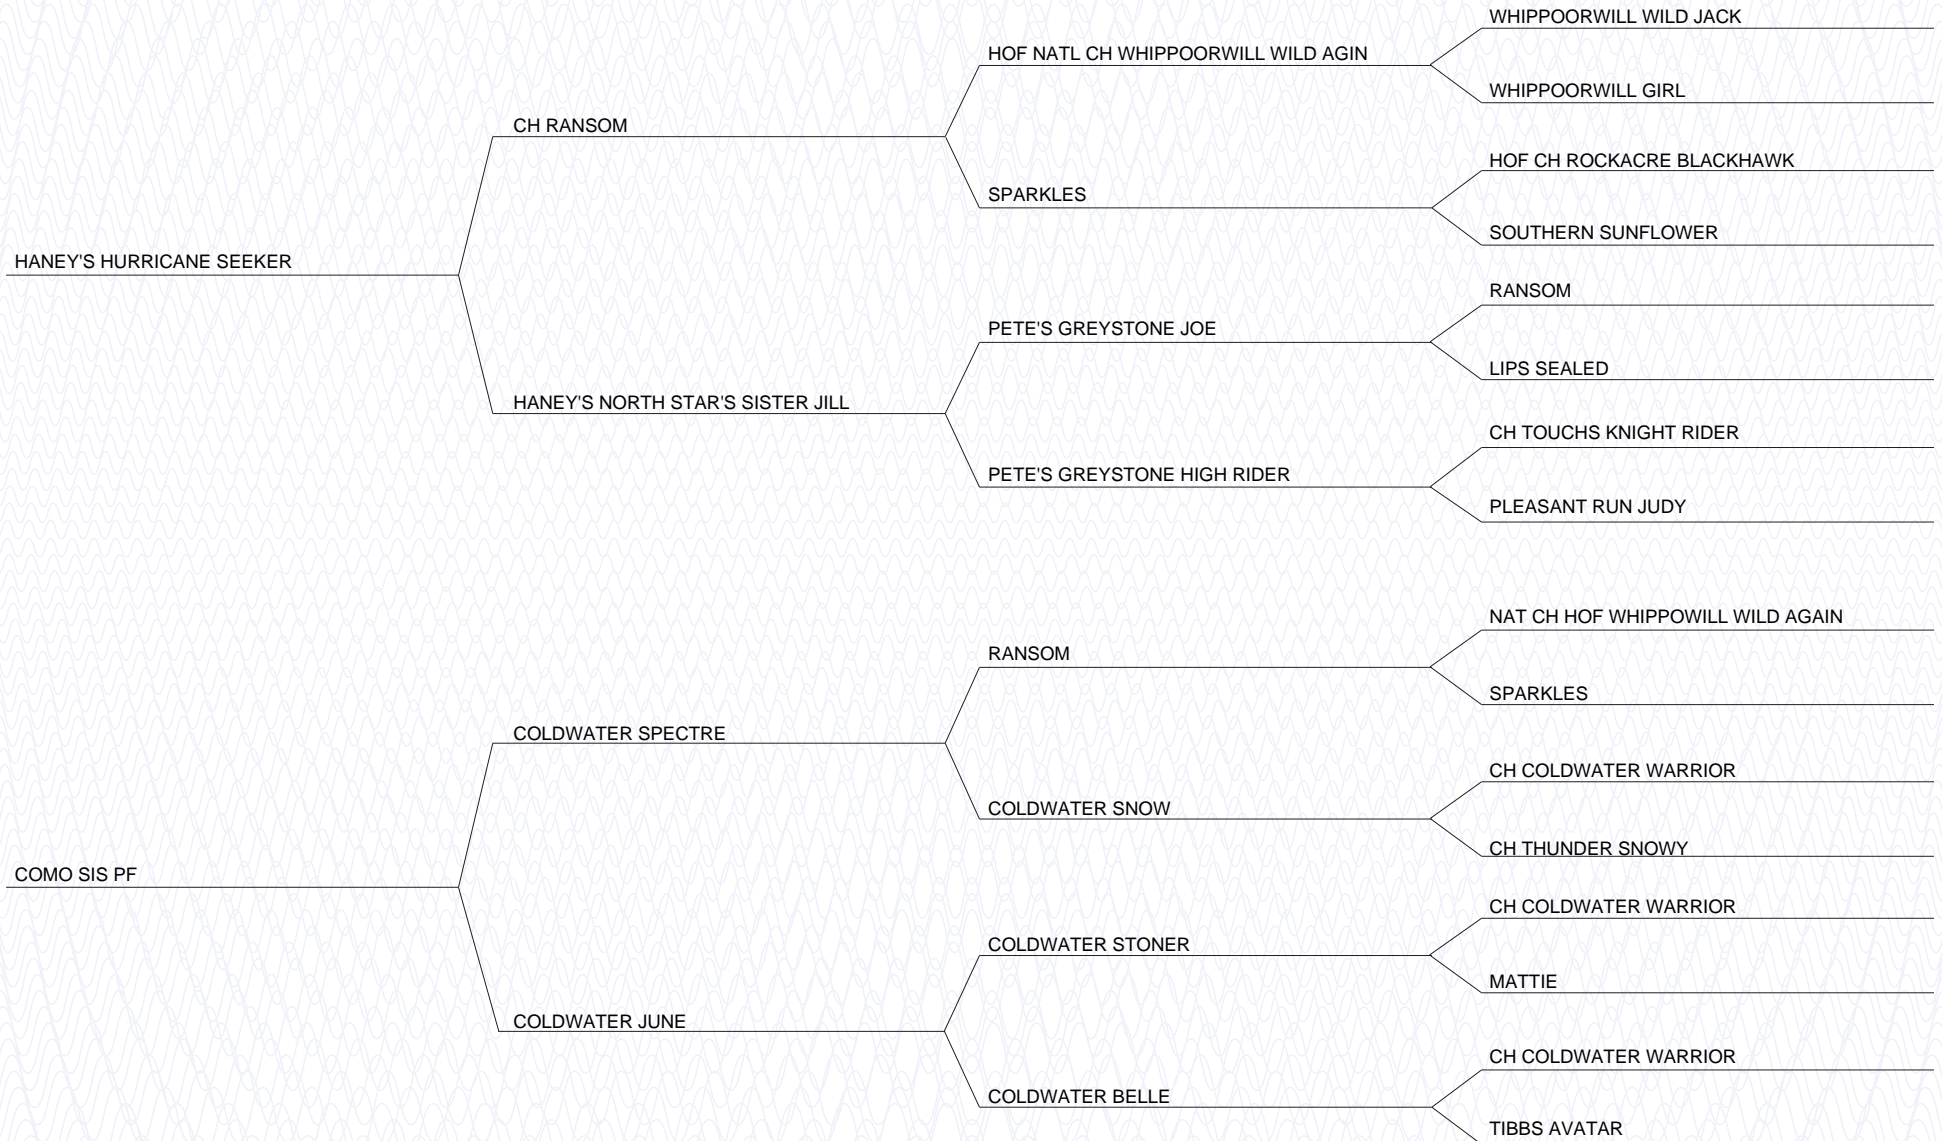 WHIPPOORWILL WILD JACK
HOF NATL CH WHIPPOORWILL WILD AGIN
WHIPPOORWILL GIRL
CH RANSOM
HOF CH ROCKACRE BLACKHAWK
SPARKLES
SOUTHERN SUNFLOWER
HANEY'S HURRICANE SEEKER
RANSOM
PETE'S GREYSTONE JOE
LIPS SEALED
HANEY'S NORTH STAR'S SISTER JILL
CH TOUCHS KNIGHT RIDER
PETE'S GREYSTONE HIGH RIDER
PLEASANT RUN JUDY
NAT CH HOF WHIPPOWILL WILD AGAIN
RANSOM
SPARKLES
COLDWATER SPECTRE
CH COLDWATER WARRIOR
COLDWATER SNOW
CH THUNDER SNOWY
COMO SIS PF
CH COLDWATER WARRIOR
COLDWATER STONER
MATTIE
COLDWATER JUNE
CH COLDWATER WARRIOR
COLDWATER BELLE
TIBBS AVATAR